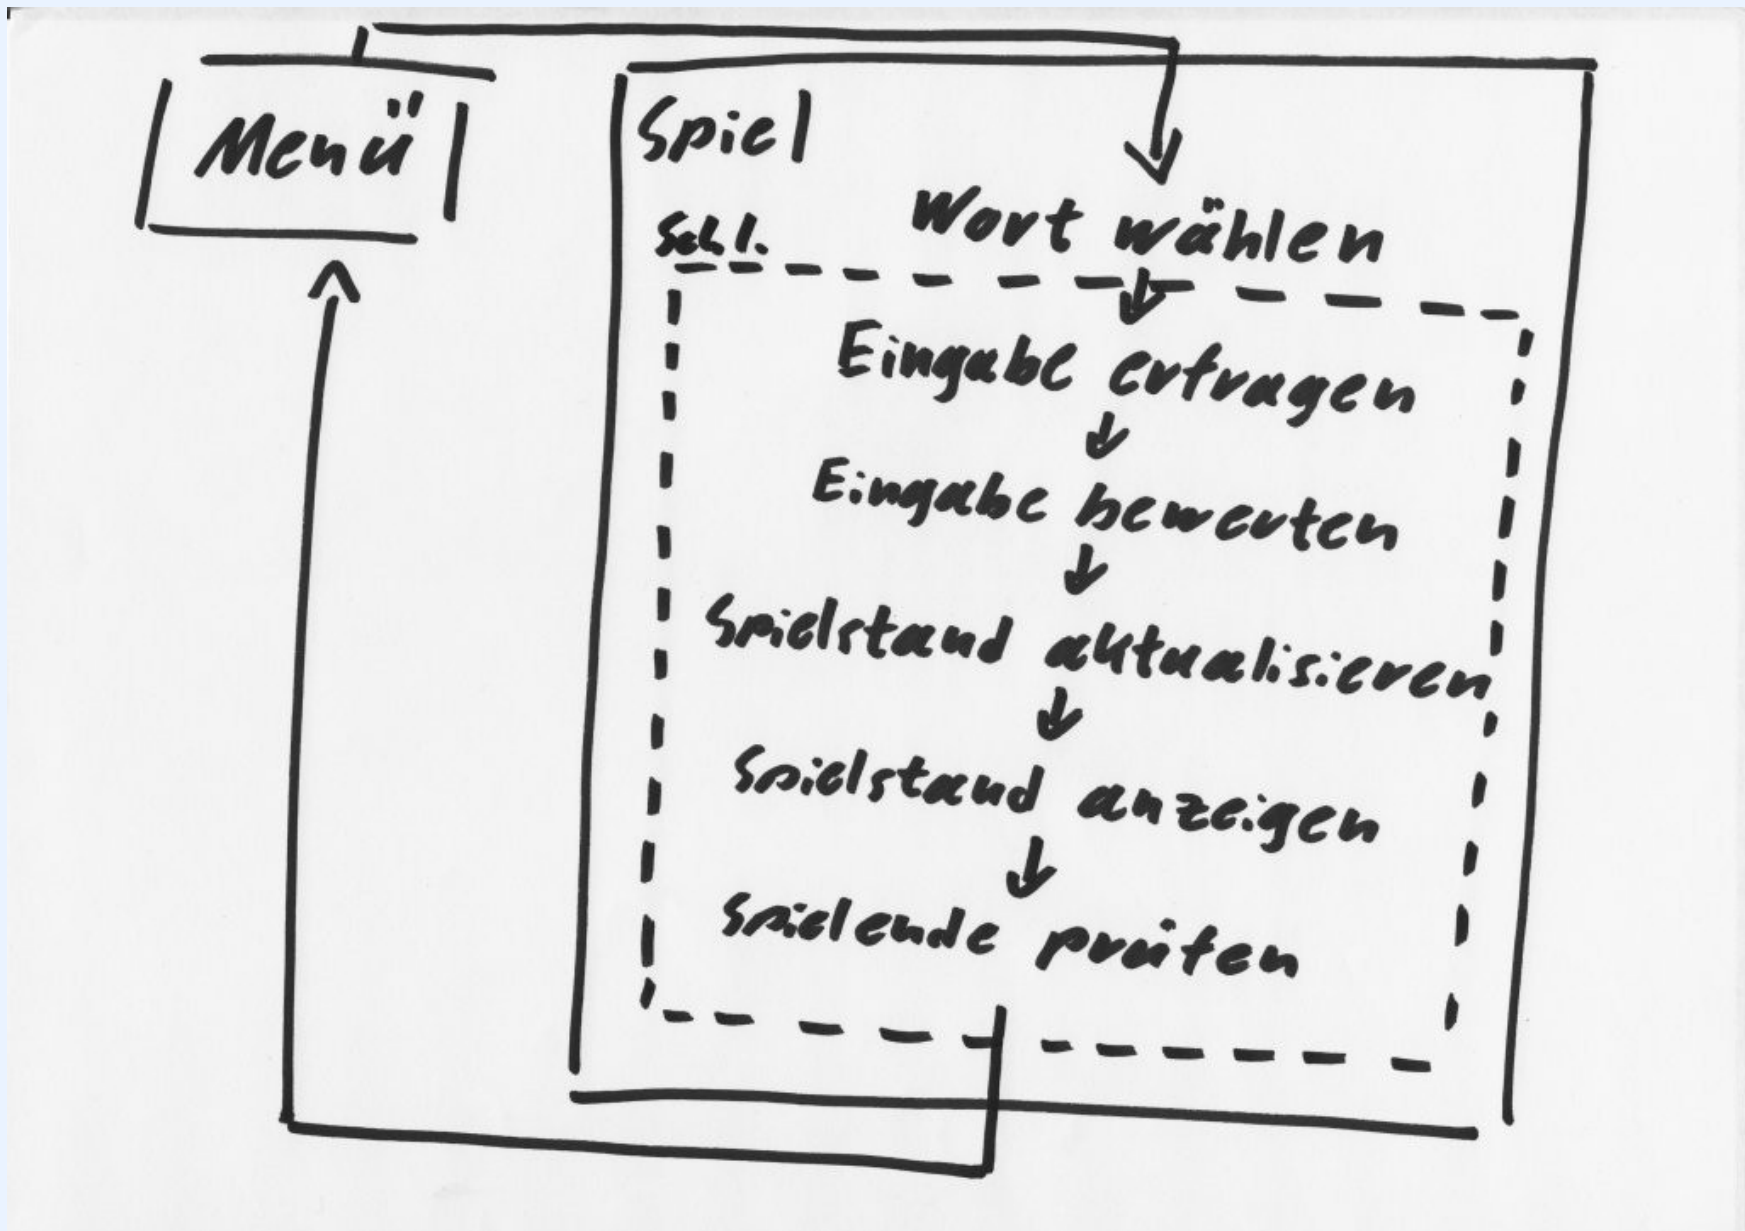 Menü
Spiel
Wort wählen
Schl.
Eingabe erfragen
Eingabe bewerten
Spielstand aktualisieren
Spielstand anzeigen
Spielende prüfen